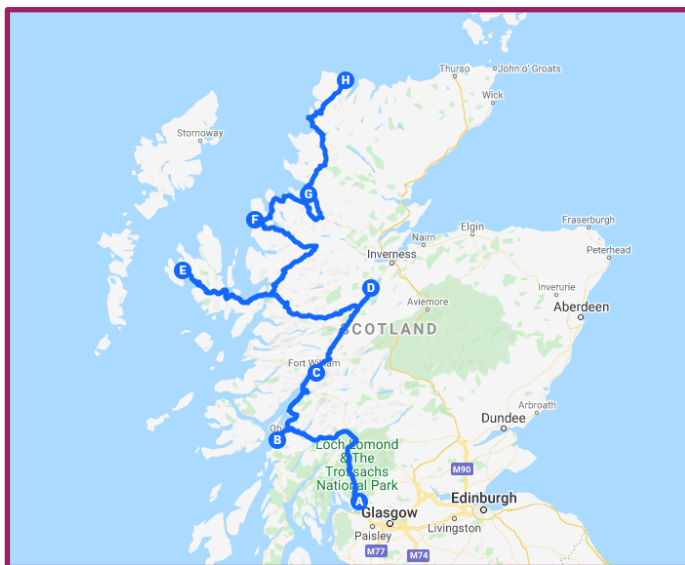 H
Thurso
John o' Groats
Wick
Stornoway
G
F
Elgin
Fraserburgh
Nairn
Peterhead
Inverness
E
D
Inverurie
Aviemore
Aberdeen
SCOTLAND
Fort William
C
Arbroath
Dundee
B
Loch Lomond
& The
Trossachs
National Park
M90
A
Edinburgh
Glasgow
Livingston
Paisley
M77
M74